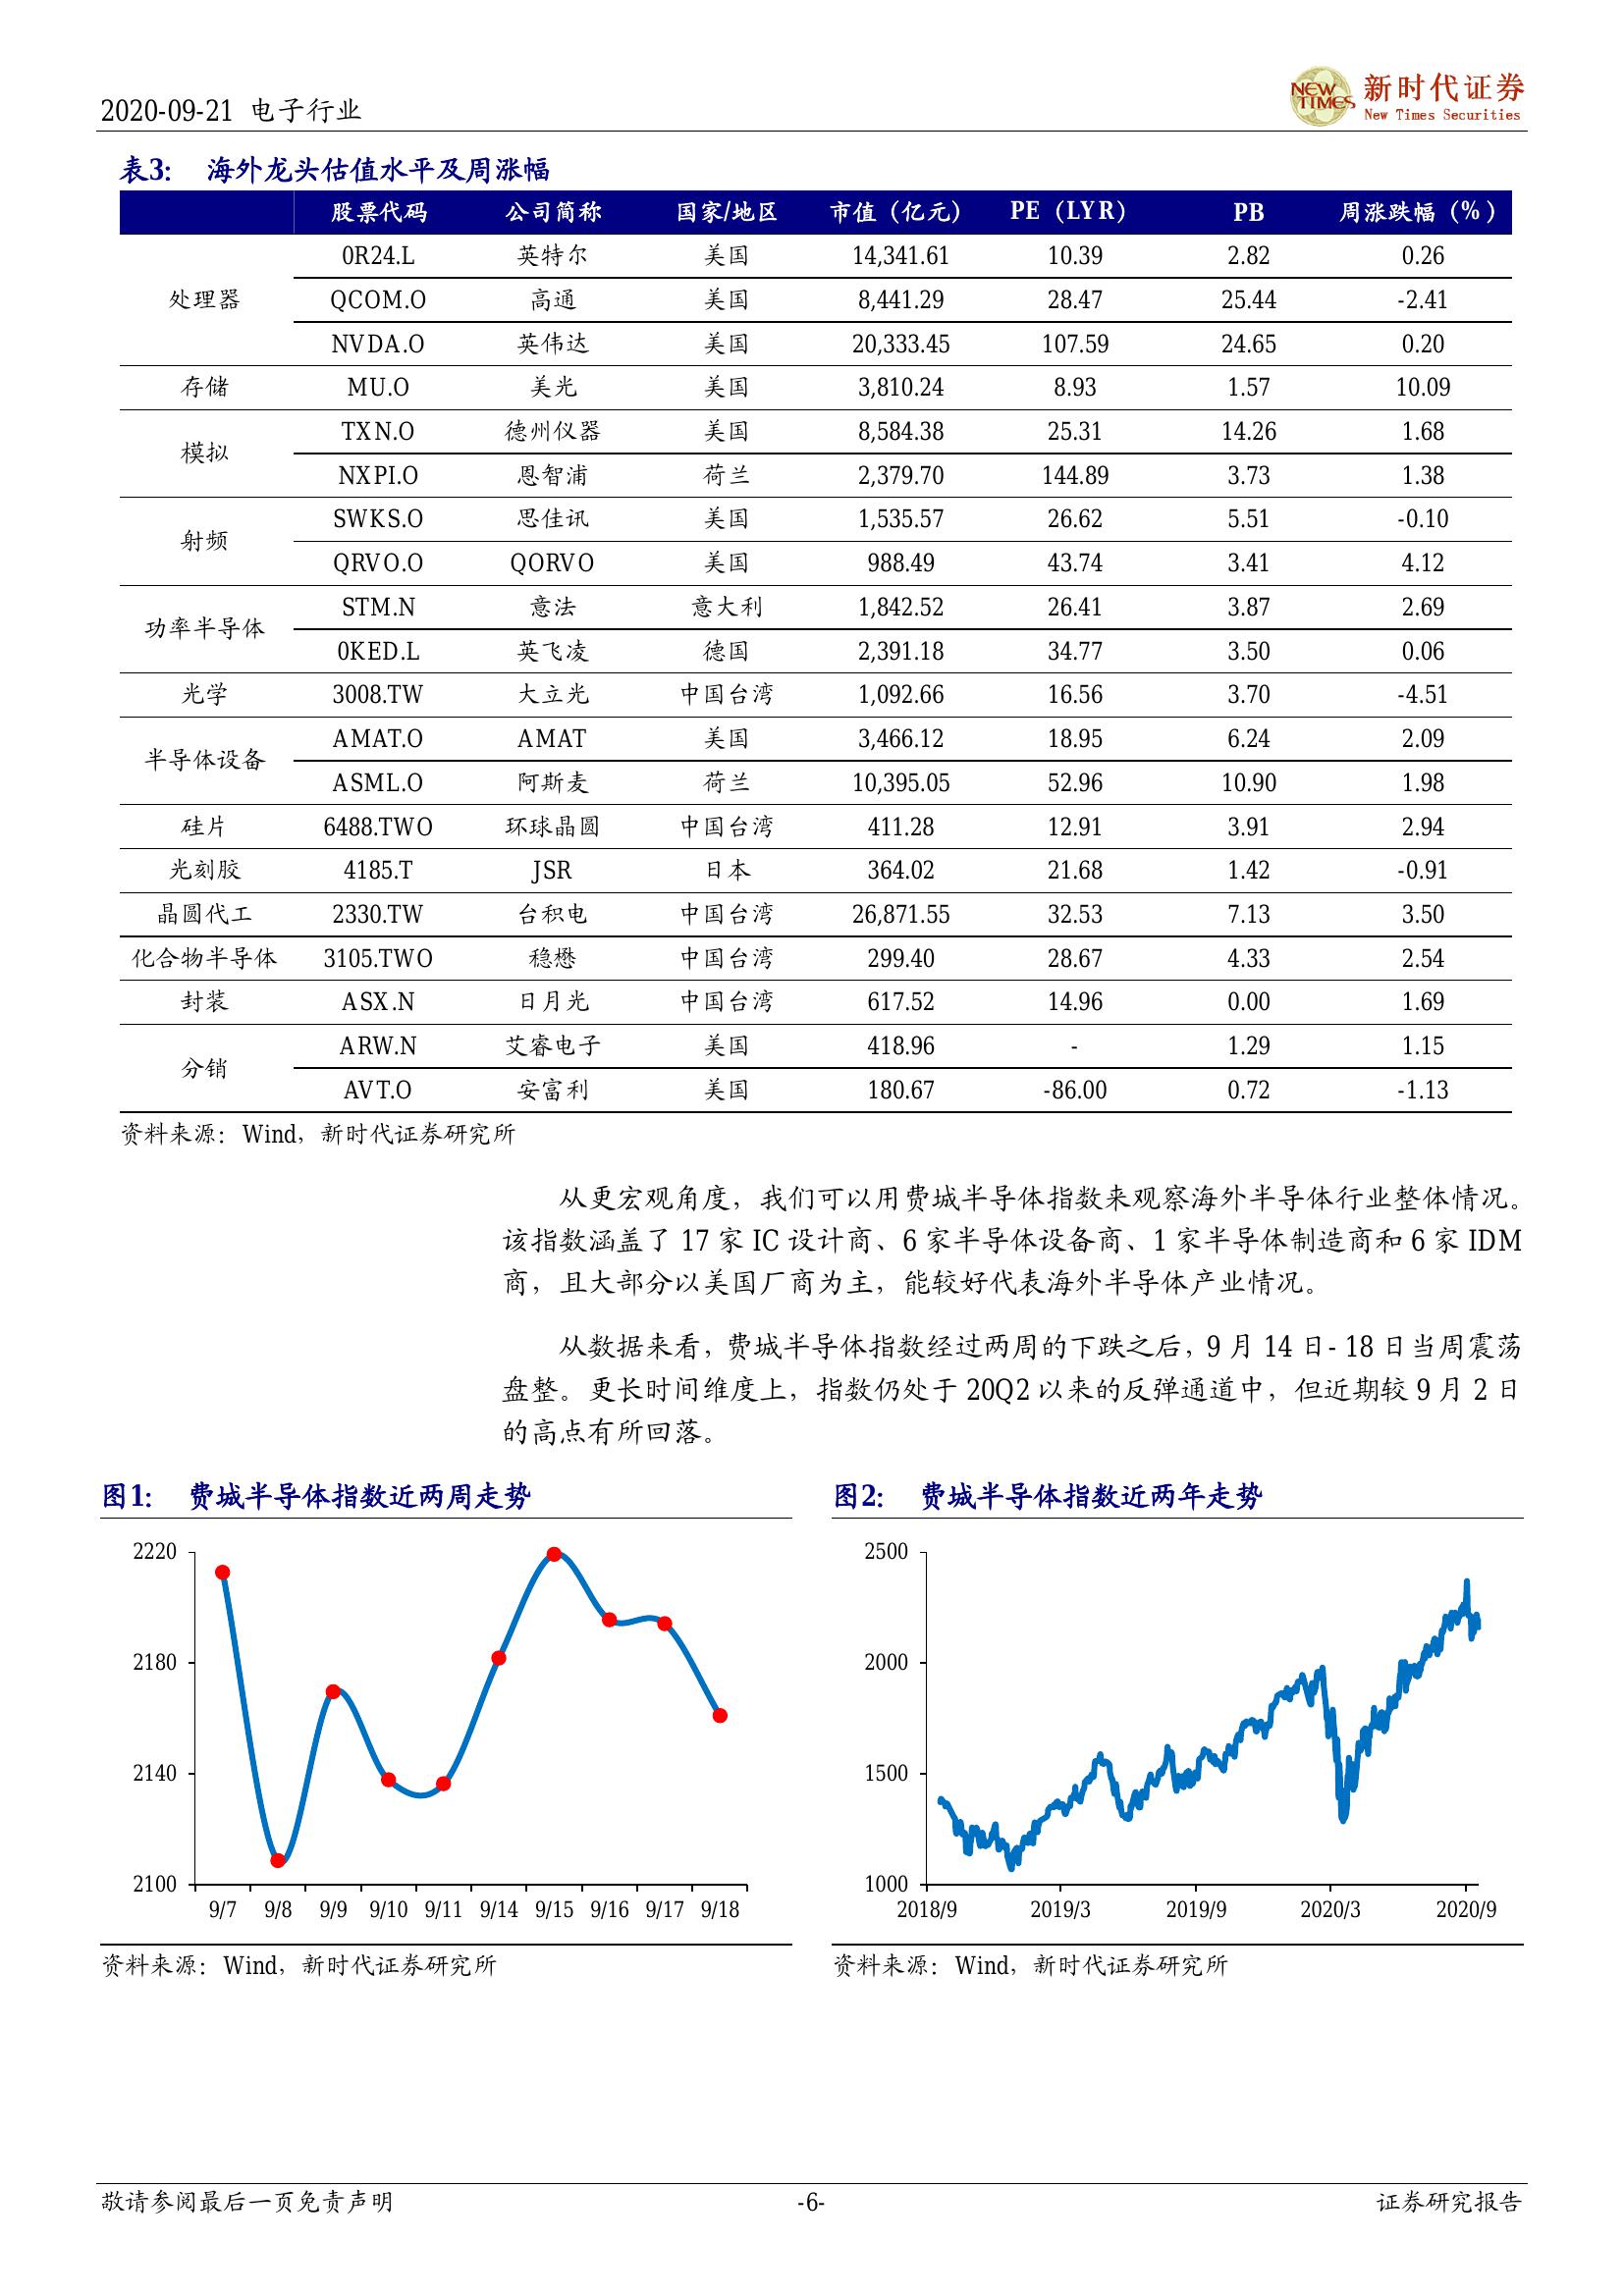 2020-09-21 电子行业
NEW TIMES 新时代证券
New Times Securities
表3: 海外龙头估值水平及周涨幅
股票代码 公司简称 国家/地区 市值（亿元） PE（LYR） PB 周涨跌幅（%）
处理器 0R24.L 英特尔 美国 14,341.61 10.39 2.82 0.26
QCOM.O 高通 美国 8,441.29 28.47 25.44 -2.41
NVDA.O 英伟达 美国 20,333.45 107.59 24.65 0.20
存储 MU.O 美光 美国 3,810.24 8.93 1.57 10.09
模拟 TXN.O 德州仪器 美国 8,584.38 25.31 14.26 1.68
NXPI.O 恩智浦 荷兰 2,379.70 144.89 3.73 1.38
射频 SWKS.O 思佳讯 美国 1,535.57 26.62 5.51 -0.10
QRVO.O QORVO 美国 988.49 43.74 3.41 4.12
功率半导体 STM.N 意法 意大利 1,842.52 26.41 3.87 2.69
0KED.L 英飞凌 德国 2,391.18 34.77 3.50 0.06
光学 3008.TW 大立光 中国台湾 1,092.66 16.56 3.70 -4.51
半导体设备 AMAT.O AMAT 美国 3,466.12 18.95 6.24 2.09
ASML.O 阿斯麦 荷兰 10,395.05 52.96 10.90 1.98
硅片 6488.TWO 环球晶圆 中国台湾 411.28 12.91 3.91 2.94
光刻胶 4185.T JSR 日本 364.02 21.68 1.42 -0.91
晶圆代工 2330.TW 台积电 中国台湾 26,871.55 32.53 7.13 3.50
化合物半导体 3105.TWO 稳懋 中国台湾 299.40 28.67 4.33 2.54
封装 ASX.N 日月光 中国台湾 617.52 14.96 0.00 1.69
分销 ARW.N 艾睿电子 美国 418.96 - 1.29 1.15
AVT.O 安富利 美国 180.67 -86.00 0.72 -1.13
资料来源：Wind，新时代证券研究所
从更宏观角度，我们可以用费城半导体指数来观察海外半导体行业整体情况。
该指数涵盖了 17 家 IC 设计商、6 家半导体设备商、1 家半导体制造商和 6 家 IDM
商，且大部分以美国厂商为主，能较好代表海外半导体产业情况。
从数据来看，费城半导体指数经过两周的下跌之后，9 月 14 日- 18 日当周震荡
盘整。更长时间维度上，指数仍处于 20Q2 以来的反弹通道中，但近期较 9 月 2 日
的高点有所回落。
图1: 费城半导体指数近两周走势
2220
2180
2140
2100
9/7 9/8 9/9 9/10 9/11 9/14 9/15 9/16 9/17 9/18
资料来源：Wind，新时代证券研究所
图2: 费城半导体指数近两年走势
2500
2000
1500
1000
2018/9 2019/3 2019/9 2020/3 2020/9
资料来源：Wind，新时代证券研究所
敬请参阅最后一页免责声明 -6- 证券研究报告